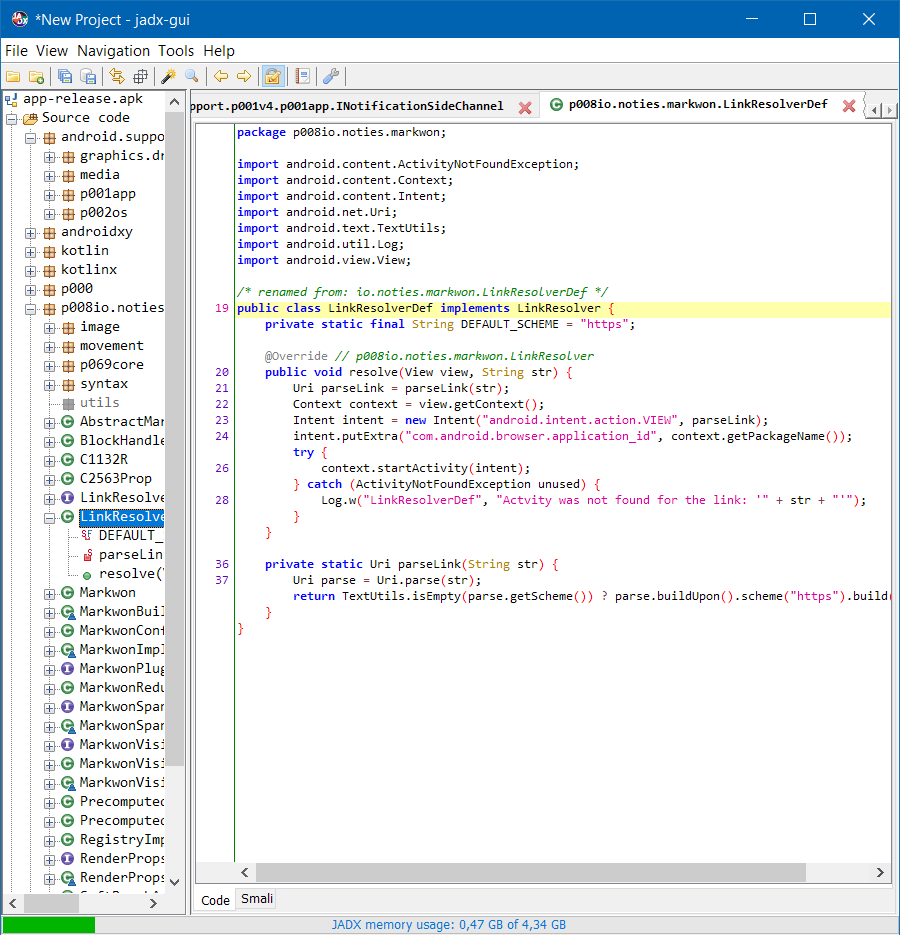 *New Project - jadx-gui
File View Navigation Tools Help
app-release.apk
Source code
android.suppo
graphics.dr
media
p001app
p002os
androidxy
kotlin
kotlinx
p000
p008io.noties
image
movement
p069core
syntax
utils
AbstractMar
BlockHandle
C1132R
C2563Prop
LinkResolve
LinkResolve
DEFAULT_
parseLin
resolve(
Markwon
MarkwonBuil
MarkwonConf
MarkwonImpl
MarkwonPlug
MarkwonRedu
MarkwonSpan
MarkwonSpan
MarkwonVisi
MarkwonVisi
MarkwonVisi
Precomputed
Precomputed
RegistryImp
RenderProps
RenderProps
pport.p001v4.p001app.INotificationSideChannel
p008io.noties.markwon.LinkResolverDef
package p008io.noties.markwon;
import android.content.ActivityNotFoundException;
import android.content.Context;
import android.content.Intent;
import android.net.Uri;
import android.text.TextUtils;
import android.util.Log;
import android.view.View;
/* renamed from: io.noties.markwon.LinkResolverDef */
19 public class LinkResolverDef implements LinkResolver {
private static final String DEFAULT_SCHEME = "https";
@Override // p008io.noties.markwon.LinkResolver
20 public void resolve(View view, String str) {
21 Uri parseLink = parseLink(str);
22 Context context = view.getContext();
23 Intent intent = new Intent("android.intent.action.VIEW", parseLink);
24 intent.putExtra("com.android.browser.application_id", context.getPackageName());
try {
26 context.startActivity(intent);
} catch (ActivityNotFoundException unused) {
28 Log.w("LinkResolverDef", "Actvity was not found for the link: '" + str + "'");
}
}
36 private static Uri parseLink(String str) {
37 Uri parse = Uri.parse(str);
return TextUtils.isEmpty(parse.getScheme()) ? parse.buildUpon().scheme("https").build(
}
}
Code Smali
JADX memory usage: 0,47 GB of 4,34 GB